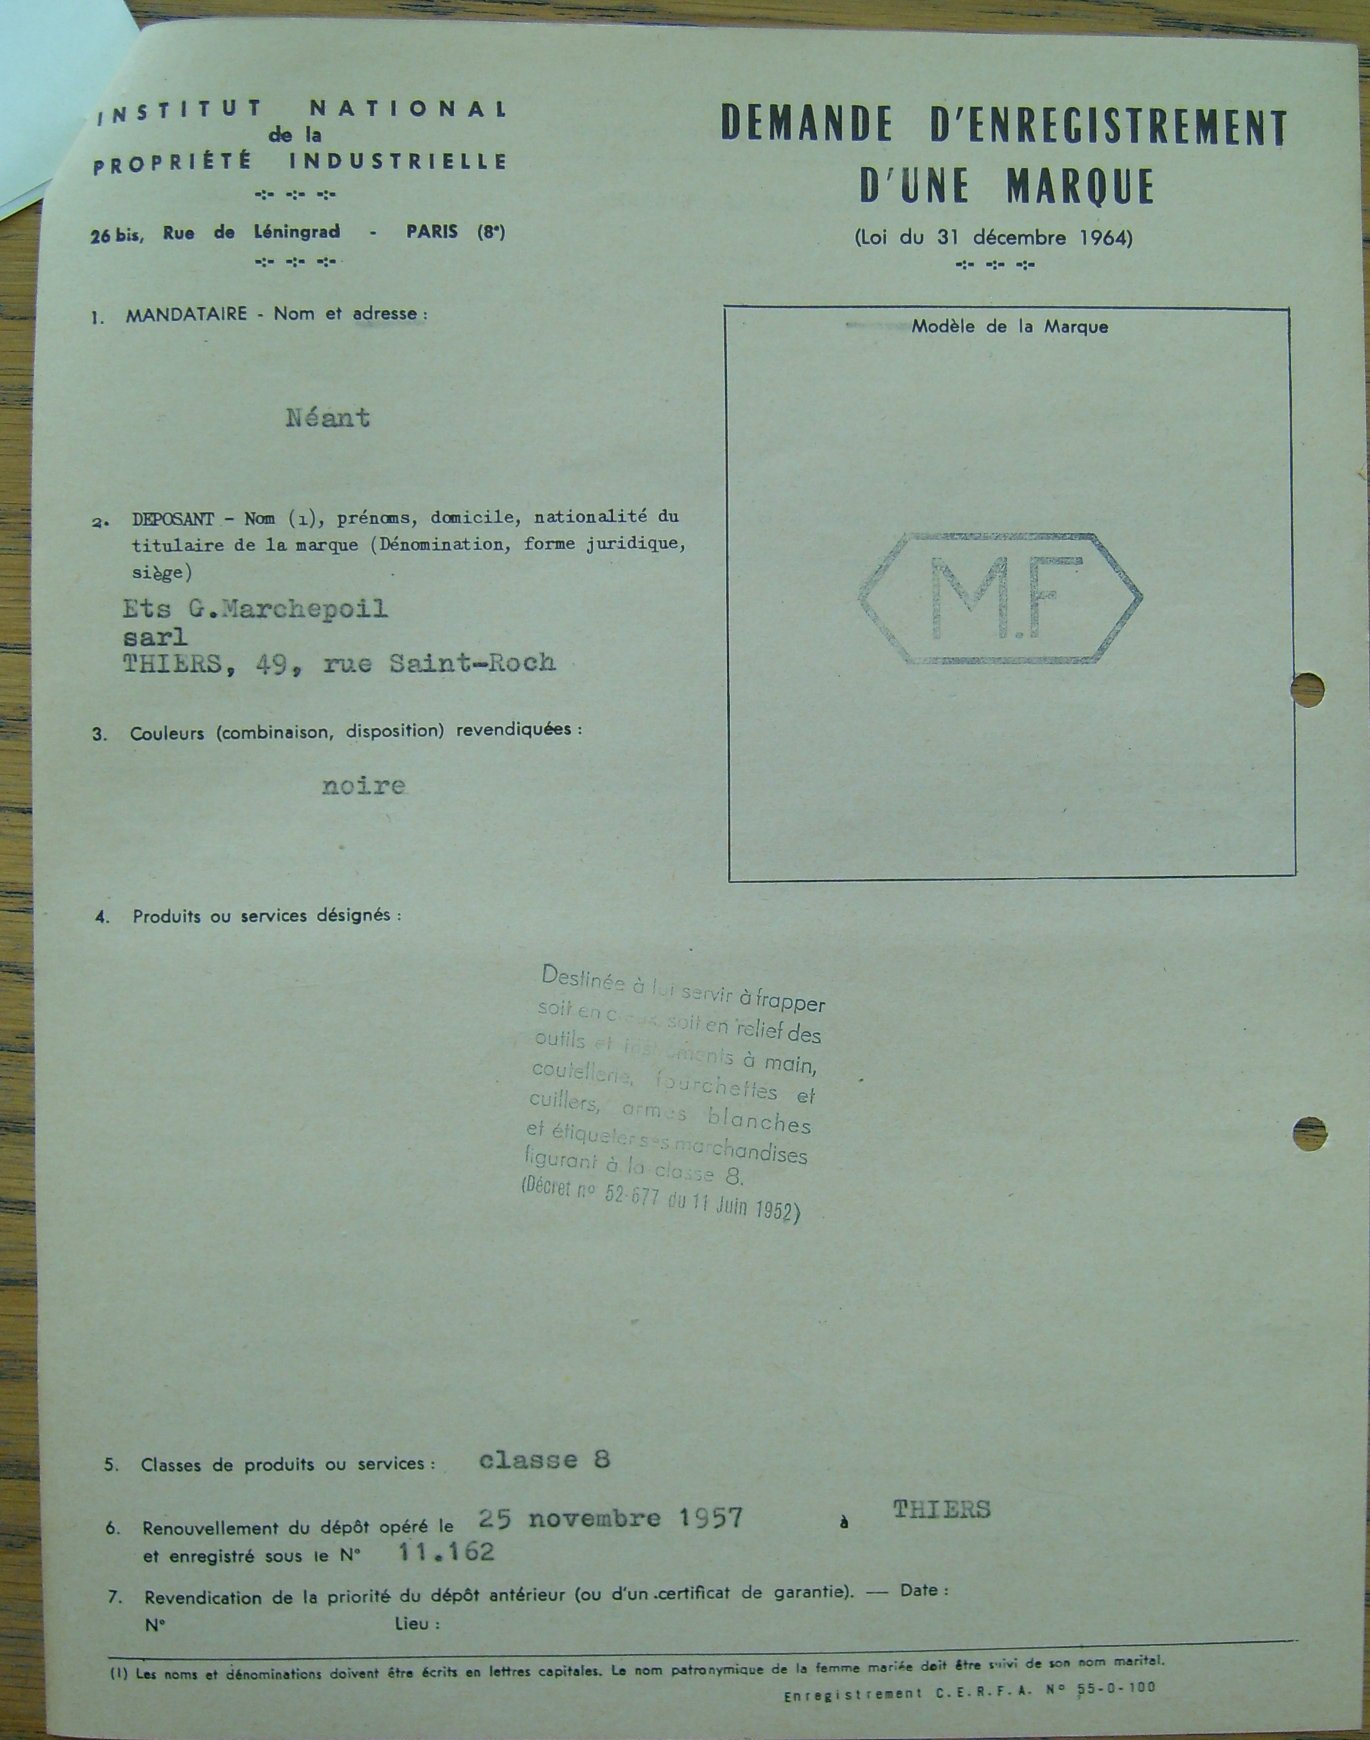 INSTITUT NATIONAL
de la
PROPRIÉTÉ INDUSTRIELLE
26 bis, Rue de Léningrad - PARIS (8e)
DEMANDE D'ENREGISTREMENT
D'UNE MARQUE
(Loi du 31 décembre 1964)
1. MANDATAIRE - Nom et adresse :
Néant
2. DEPOSANT - Nom (1), prénoms, domicile, nationalité du
titulaire de la marque (Dénomination, forme juridique,
siège)
Ets G.Marchepoil
sarl
THIERS, 49, rue Saint-Roch
3. Couleurs (combinaison, disposition) revendiquées :
noire
Modèle de la Marque
M.F
4. Produits ou services désignés :
Destinée à lui servir à frapper
soit en creux, soit en relief des
outils et instruments à main,
coutellerie, fourchettes et
cuillers, armes blanches
et étiqueter ses marchandises
figurant à la classe 8.
(Décret no 52-677 du 11 Juin 1952)
5. Classes de produits ou services : classe 8
6. Renouvellement du dépôt opéré le 25 novembre 1957 à THIERS
et enregistré sous le N° 11.162
7. Revendication de la priorité du dépôt antérieur (ou d'un certificat de garantie). — Date :
N° Lieu :
(1) Les noms et dénominations doivent être écrits en lettres capitales. Le nom patronymique de la femme mariée doit être suivi de son nom marital.
Enregistrement C.E.R.F.A. N° 55-0-100